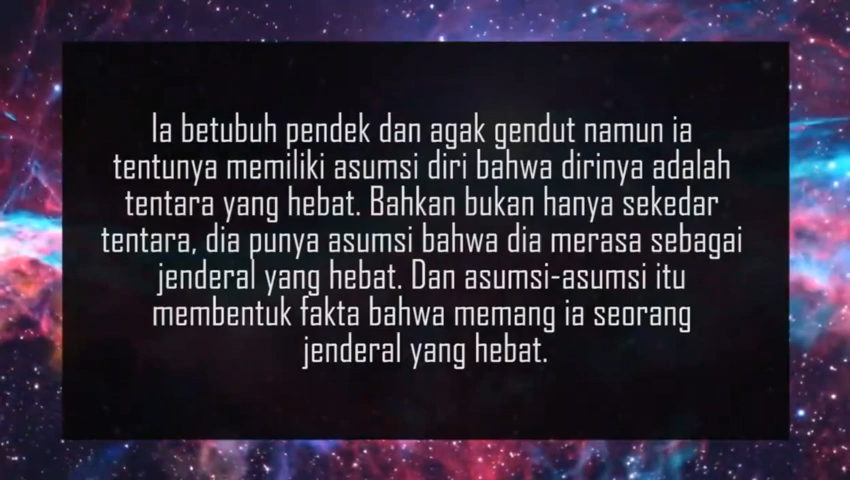 Ia betubuh pendek dan agak gendut namun ia
tentunya memiliki asumsi diri bahwa dirinya adalah
tentara yang hebat. Bahkan bukan hanya sekedar
tentara, dia punya asumsi bahwa dia merasa sebagai
jenderal yang hebat. Dan asumsi-asumsi itu
membentuk fakta bahwa memang ia seorang
jenderal yang hebat.